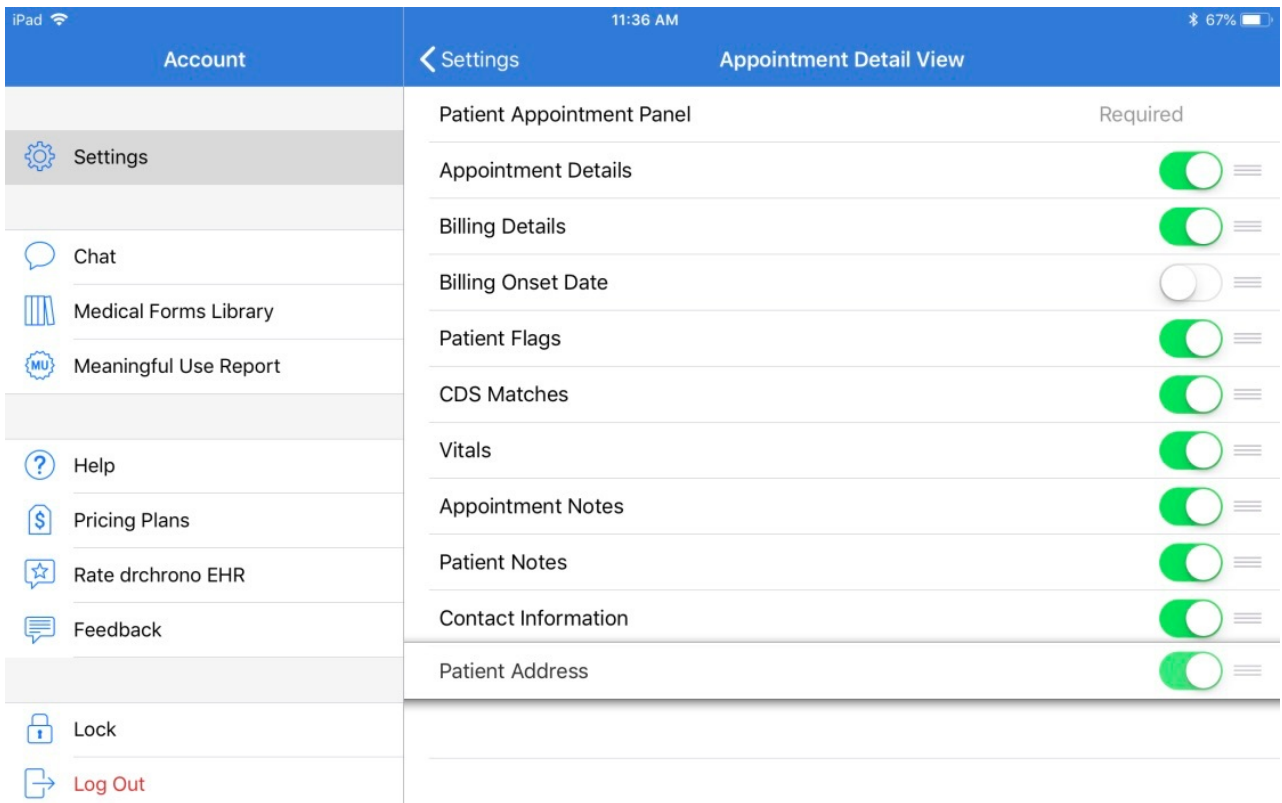 iPad 11:36 AM 67%
Account
Settings
Chat
Medical Forms Library
MU Meaningful Use Report
Help
$ Pricing Plans
Rate drchrono EHR
Feedback
Lock
Log Out
Settings Appointment Detail View
Patient Appointment Panel Required
Appointment Details
Billing Details
Billing Onset Date
Patient Flags
CDS Matches
Vitals
Appointment Notes
Patient Notes
Contact Information
Patient Address